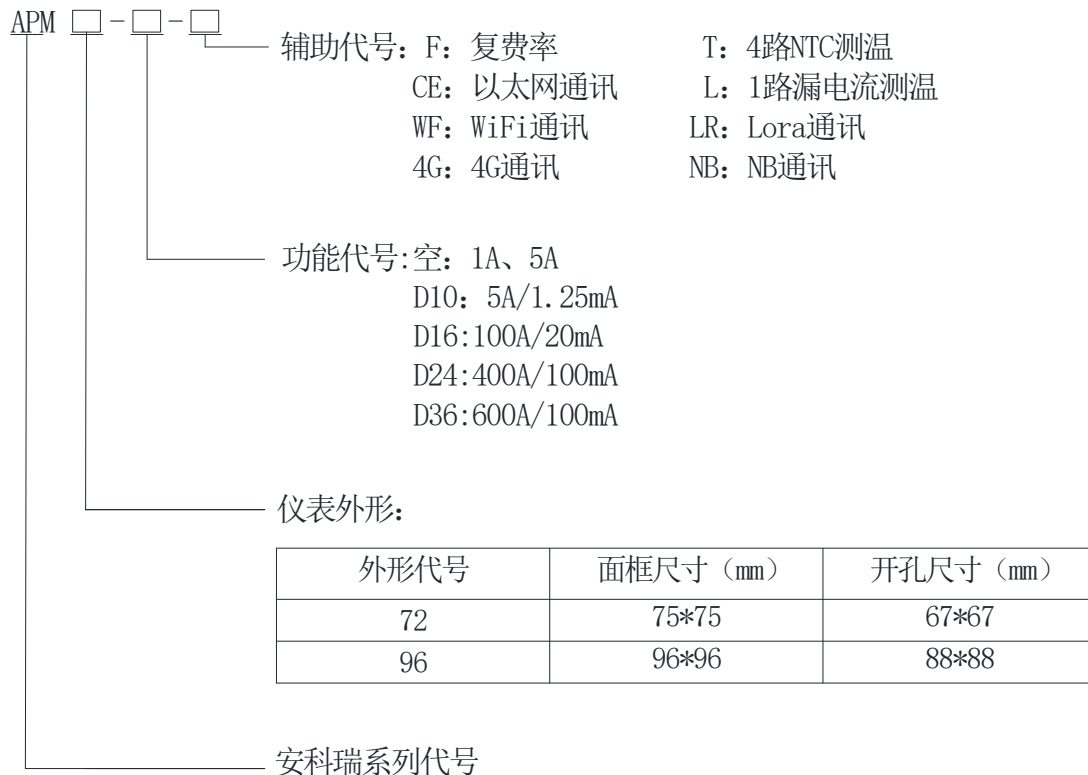 APM □-□-□
辅助代号：F：复费率 T：4路NTC测温
CE：以太网通讯 L：1路漏电流测温
WF：WiFi通讯 LR：Lora通讯
4G：4G通讯 NB：NB通讯
功能代号:空：1A、5A
D10：5A/1.25mA
D16:100A/20mA
D24:400A/100mA
D36:600A/100mA
仪表外形：
外形代号 面框尺寸（mm） 开孔尺寸（mm）
72 75*75 67*67
96 96*96 88*88
安科瑞系列代号